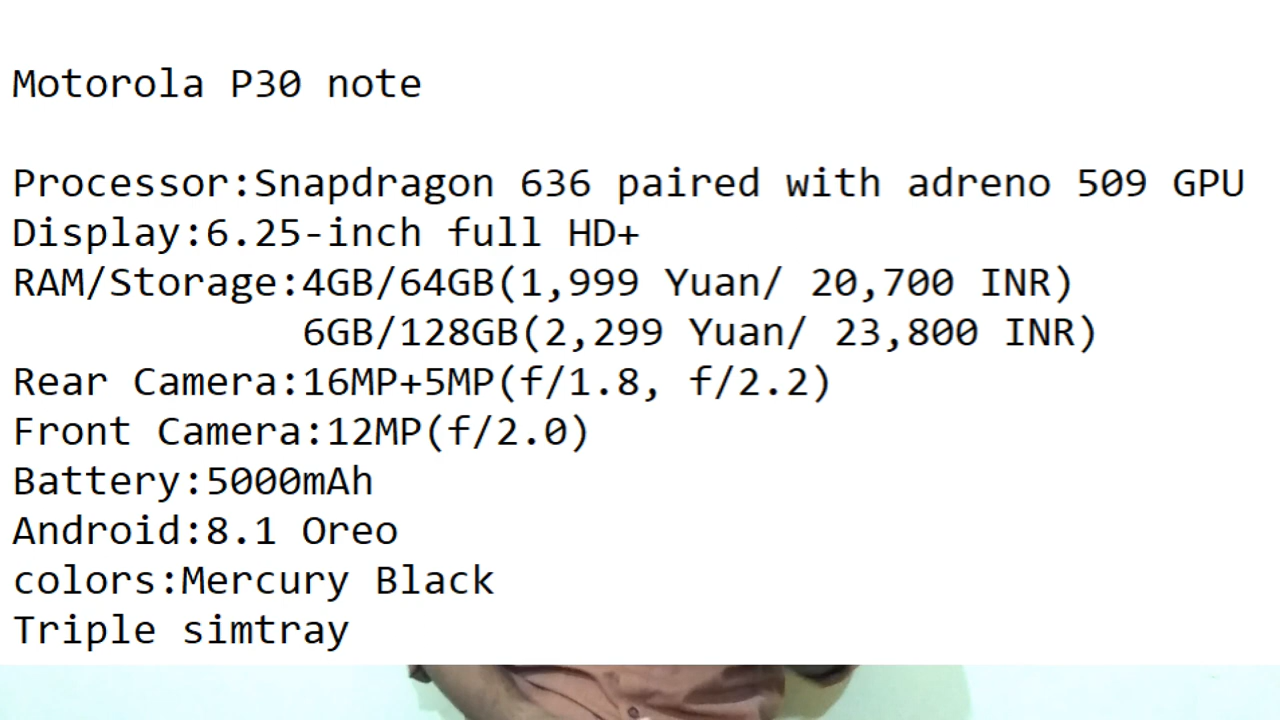 Motorola P30 note
Processor:Snapdragon 636 paired with adreno 509 GPU
Display:6.25-inch full HD+
RAM/Storage:4GB/64GB(1,999 Yuan/ 20,700 INR)
6GB/128GB(2,299 Yuan/ 23,800 INR)
Rear Camera:16MP+5MP(f/1.8, f/2.2)
Front Camera:12MP(f/2.0)
Battery:5000mAh
Android:8.1 Oreo
colors:Mercury Black
Triple simtray